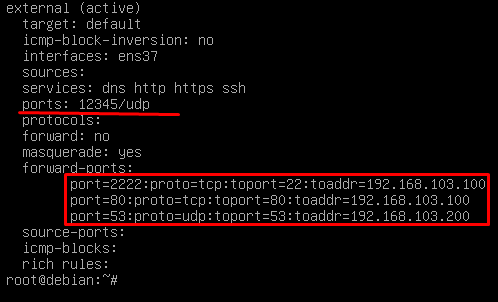 external (active)
target: default
icmp-block-inversion: no
interfaces: ens37
sources:
services: dns http https ssh
ports: 12345/udp
protocols:
forward: no
masquerade: yes
forward-ports:
port=2222:proto=tcp:toport=22:toaddr=192.168.103.100
port=80:proto=tcp:toport=80:toaddr=192.168.103.100
port=53:proto=udp:toport=53:toaddr=192.168.103.200
source-ports:
icmp-blocks:
rich rules:
root@debian:~#